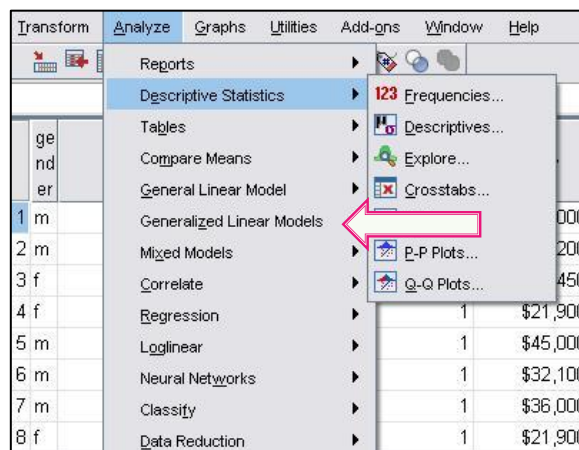 Transform Analyze Graphs Utilities Add-ons Window Help
Reports
Descriptive Statistics
Tables
Compare Means
General Linear Model
Generalized Linear Models
Mixed Models
Correlate
Regression
Loglinear
Neural Networks
Classify
Data Reduction
123 Frequencies...
Descriptives...
Explore...
Crosstabs...
P-P Plots...
Q-Q Plots...
ge
nd
er
1 m
2 m
3 f
4 f 1 $21,900
5 m 1 $45,000
6 m 1 $32,100
7 m 1 $36,000
8 f 1 $21,900